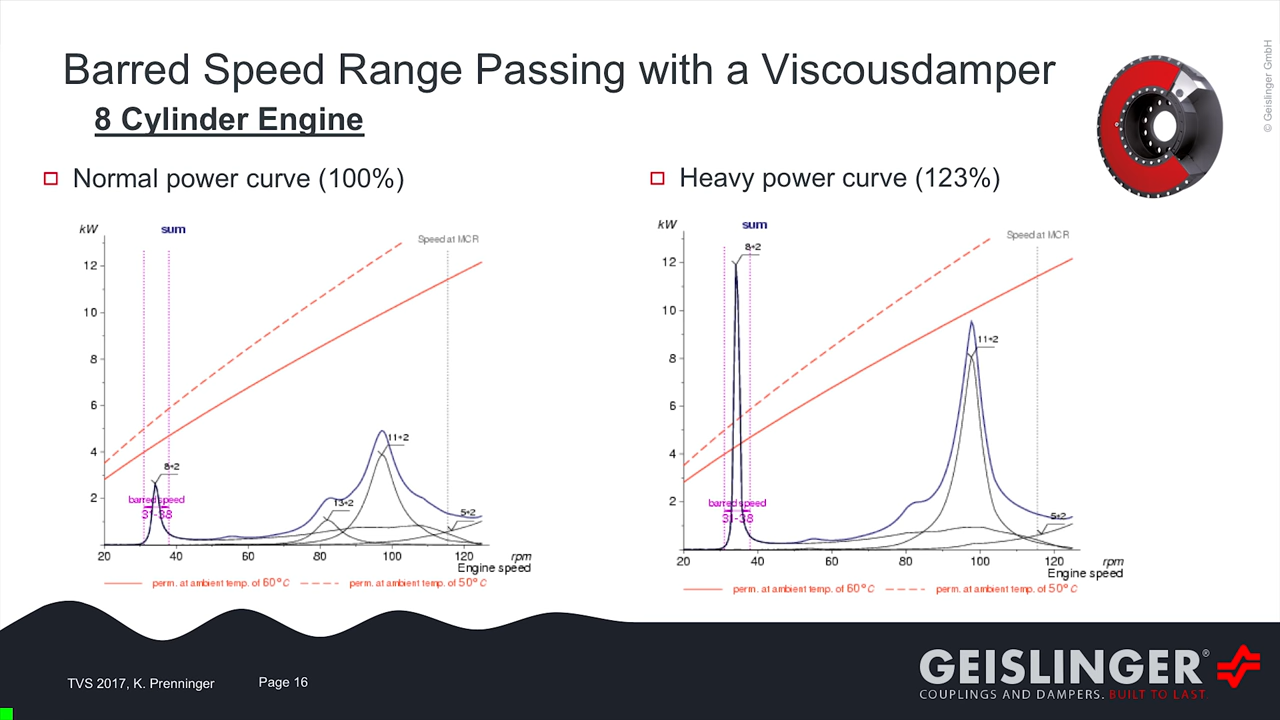 Barred Speed Range Passing with a Viscousdamper
8 Cylinder Engine
© Geislinger GmbH
Normal power curve (100%)
kW
sum
Speed at MCR
12
10
8
6
4
2
8*2
barred speed
31-38
13*2
11*2
5*2
20
40
60
80
100
120
rpm
Engine speed
perm. at ambient temp. of 60°C
perm. at ambient temp. of 50°C
Heavy power curve (123%)
kW
sum
Speed at MCR
8*2
12
10
8
6
4
2
11*2
barred speed
31-38
5*2
20
40
60
80
100
120
rpm
Engine speed
perm. at ambient temp. of 60°C
perm. at ambient temp. of 50°C
TVS 2017, K. Prenninger
Page 16
GEISLINGER®
COUPLINGS AND DAMPERS. BUILT TO LAST.